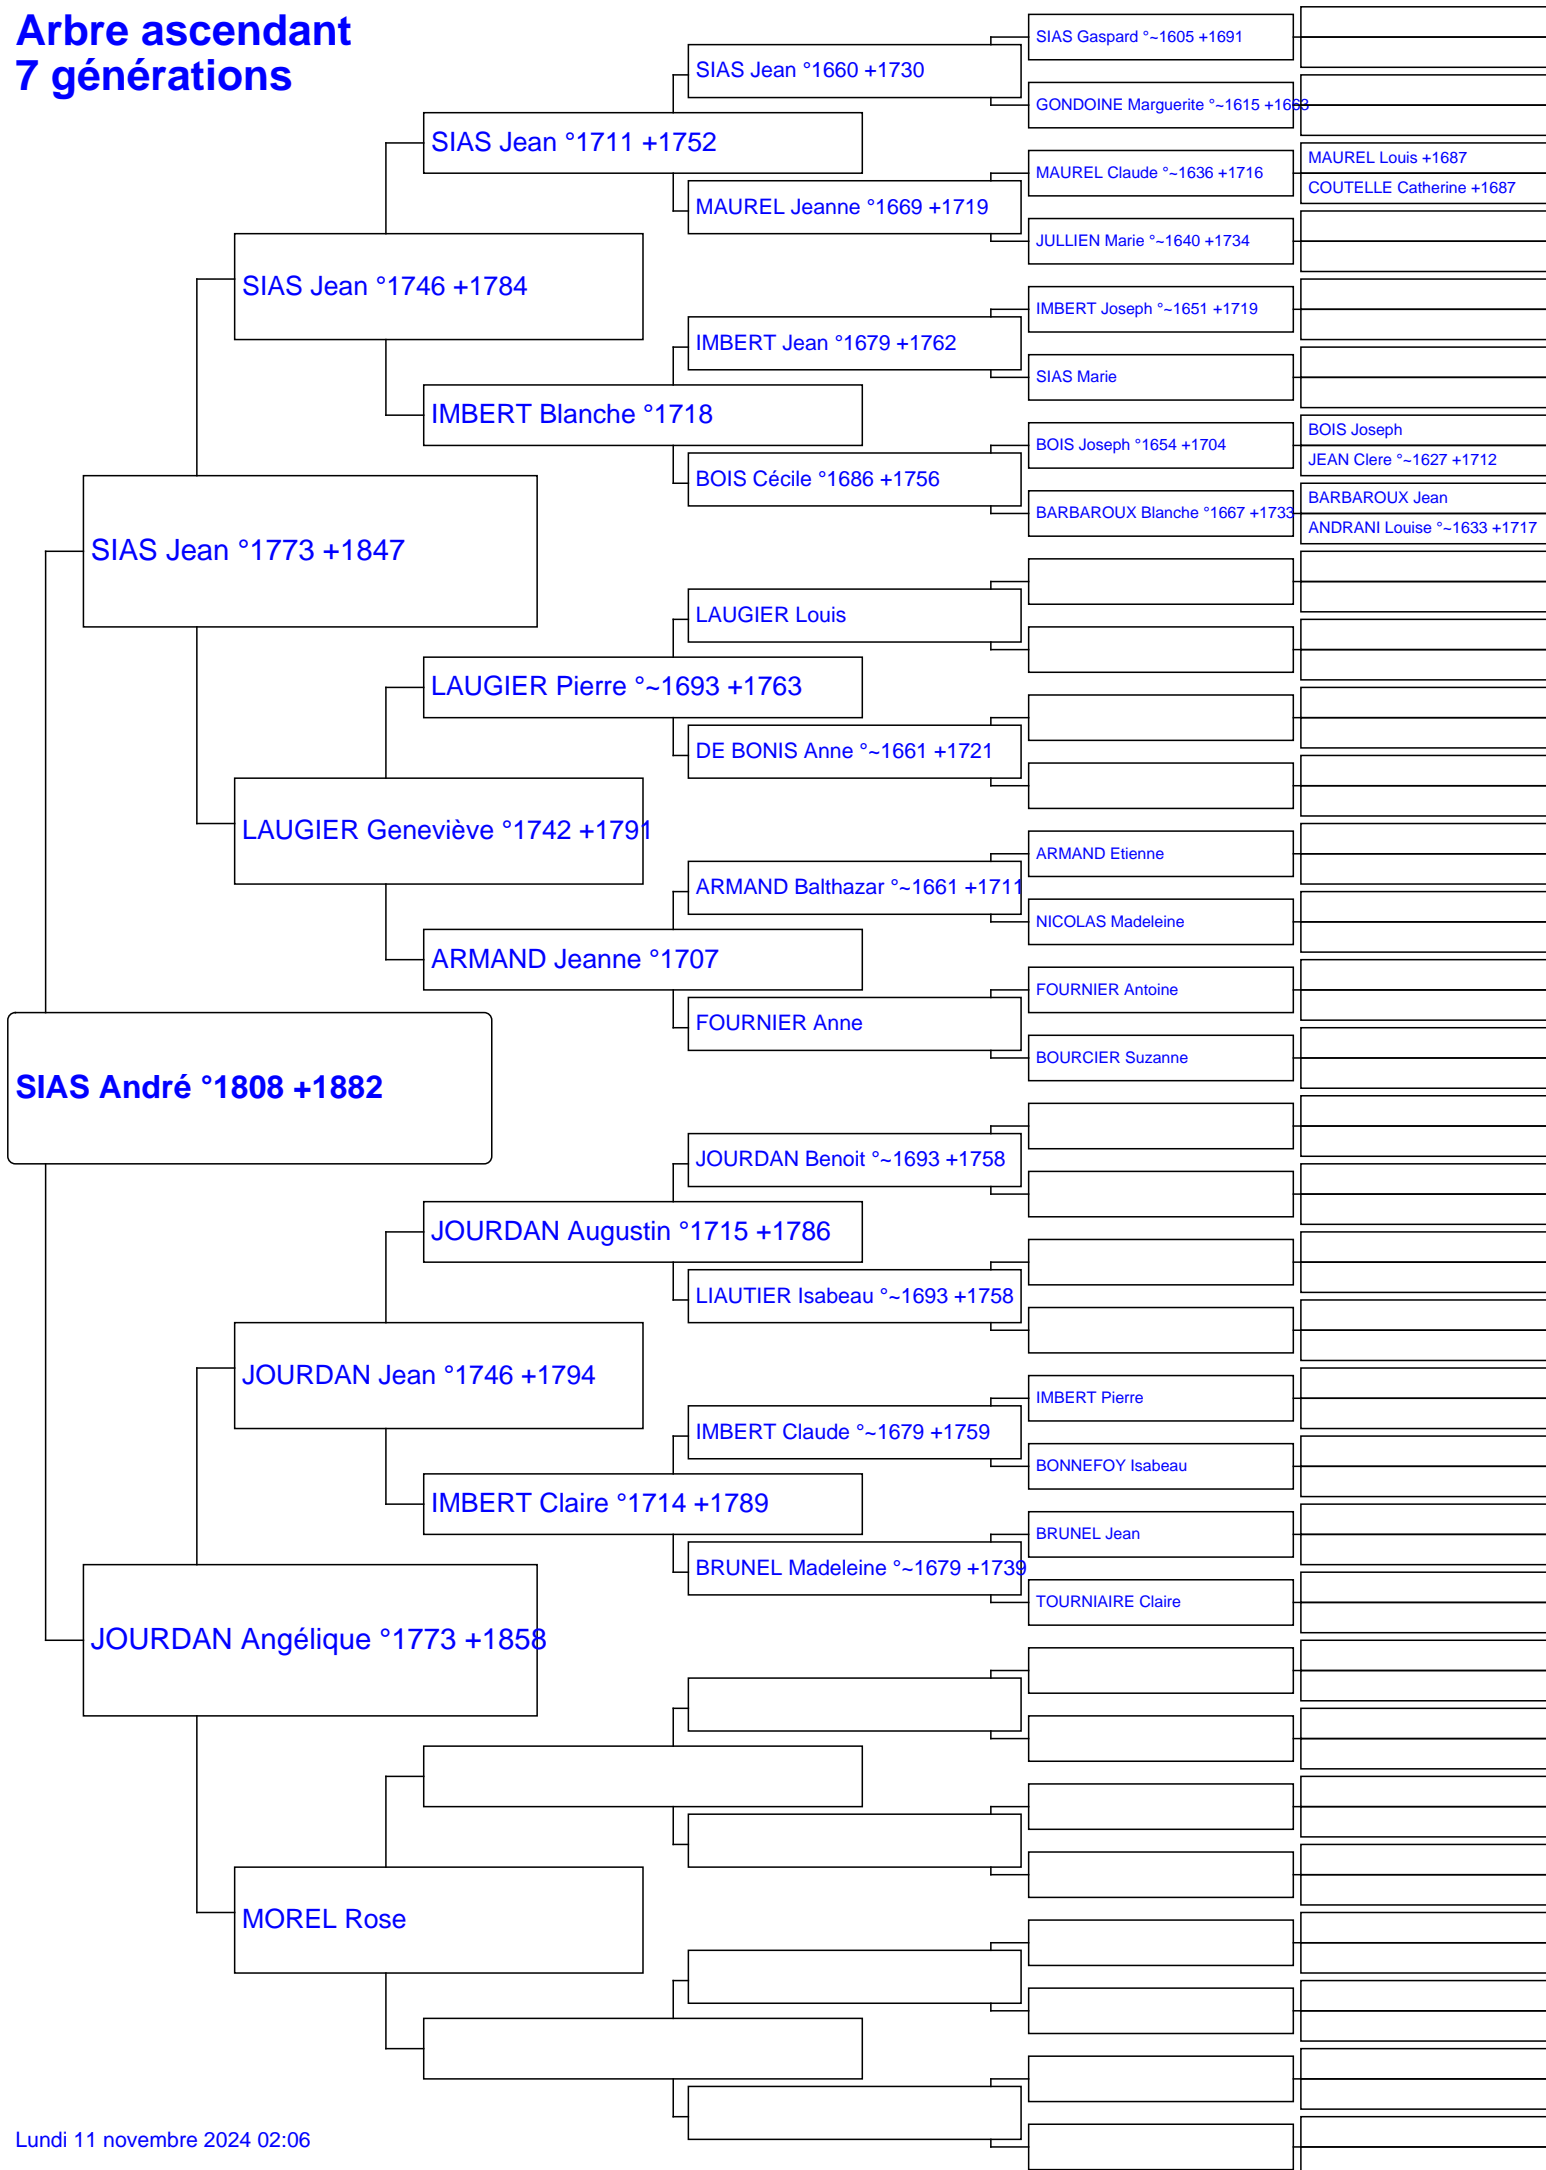 Arbre ascendant
7 générations
SIAS Gaspard °~1605 +1691
SIAS Jean °1660 +1730
GONDOINE Marguerite °~1615 +1663
SIAS Jean °1711 +1752
MAUREL Louis +1687
MAUREL Claude °~1636 +1716
COUTELLE Catherine +1687
MAUREL Jeanne °1669 +1719
JULLIEN Marie °~1640 +1734
SIAS Jean °1746 +1784
IMBERT Joseph °~1651 +1719
IMBERT Jean °1679 +1762
SIAS Marie
IMBERT Blanche °1718
BOIS Joseph
BOIS Joseph °1654 +1704
JEAN Clere °~1627 +1712
BOIS Cécile °1686 +1756
BARBAROUX Jean
BARBAROUX Blanche °1667 +1733
ANDRANI Louise °~1633 +1717
SIAS Jean °1773 +1847
LAUGIER Louis
LAUGIER Pierre °~1693 +1763
DE BONIS Anne °~1661 +1721
LAUGIER Geneviève °1742 +1791
ARMAND Etienne
ARMAND Balthazar °~1661 +1711
NICOLAS Madeleine
ARMAND Jeanne °1707
FOURNIER Antoine
FOURNIER Anne
BOURCIER Suzanne
SIAS André °1808 +1882
JOURDAN Benoit °~1693 +1758
JOURDAN Augustin °1715 +1786
LIAUTIER Isabeau °~1693 +1758
JOURDAN Jean °1746 +1794
IMBERT Pierre
IMBERT Claude °~1679 +1759
BONNEFOY Isabeau
IMBERT Claire °1714 +1789
BRUNEL Jean
BRUNEL Madeleine °~1679 +1739
TOURNIAIRE Claire
JOURDAN Angélique °1773 +1858
MOREL Rose
Lundi 11 novembre 2024 02:06